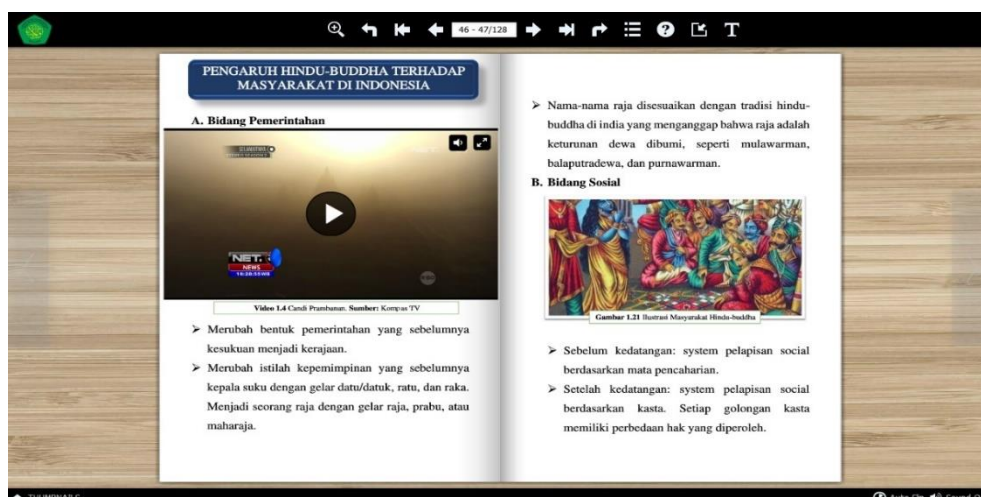 46 - 47/128
T
PENGARUH HINDU-BUDDHA TERHADAP
MASYARAKAT DI INDONESIA
A. Bidang Pemerintahan
NET.
NEWS
Video 1.4 Candi Prambanan. Sumber: Kompas TV
➢ Merubah bentuk pemerintahan yang sebelumnya
kesukuan menjadi kerajaan.
➢ Merubah istilah kepemimpinan yang sebelumnya
kepala suku dengan gelar datu/datuk, ratu, dan raka.
Menjadi seorang raja dengan gelar raja, prabu, atau
maharaja.
➢ Nama-nama raja disesuaikan dengan tradisi hindu-
buddha di india yang menganggap bahwa raja adalah
keturunan dewa dibumi, seperti mulawarman,
balaputradewa, dan purnawarman.
B. Bidang Sosial
Gambar 1.21 Ilustrasi Masyarakat Hindu-buddha
➢ Sebelum kedatangan: system pelapisan social
berdasarkan mata pencaharian.
➢ Setelah kedatangan: system pelapisan social
berdasarkan kasta. Setiap golongan kasta
memiliki perbedaan hak yang diperoleh.